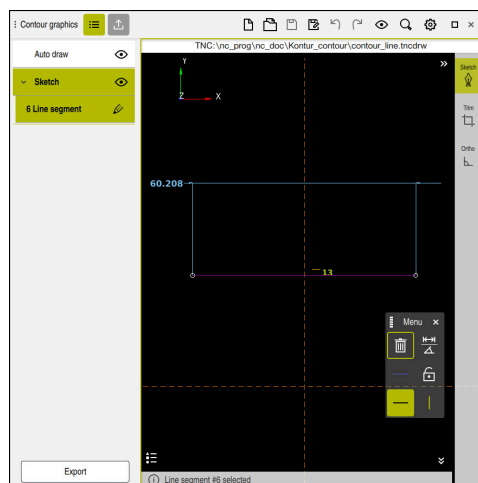 Contour graphics
TNC:\nc_prog\nc_doc\Kontur_contour\contour_line.tncdrw
Auto draw
Sketch
6 Line segment
Y
Z
X
Sketch
Trim
Ortho
60.208
13
Menu
Export
Line segment #6 selected